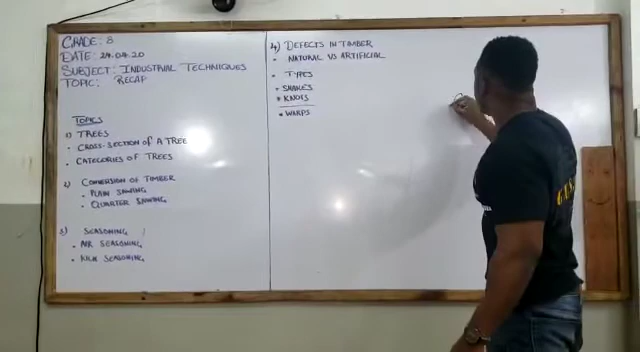 GRADE: 8
DATE: 24.04.20
SUBJECT: INDUSTRIAL TECHNIQUES
TOPIC: RECAP
TOPICS
1) TREES
• CROSS-SECTION OF A TREE
• CATEGORIES OF TREES
2) CONVERSION OF TIMBER
• PLAIN SAWING
• QUARTER SAWING
3) SEASONING
• AIR SEASONING
• KILN SEASONING
4) DEFECTS IN TIMBER
• NATURAL VS ARTIFICIAL
• TYPES
• SHAKES
• KNOTS
• WARPS